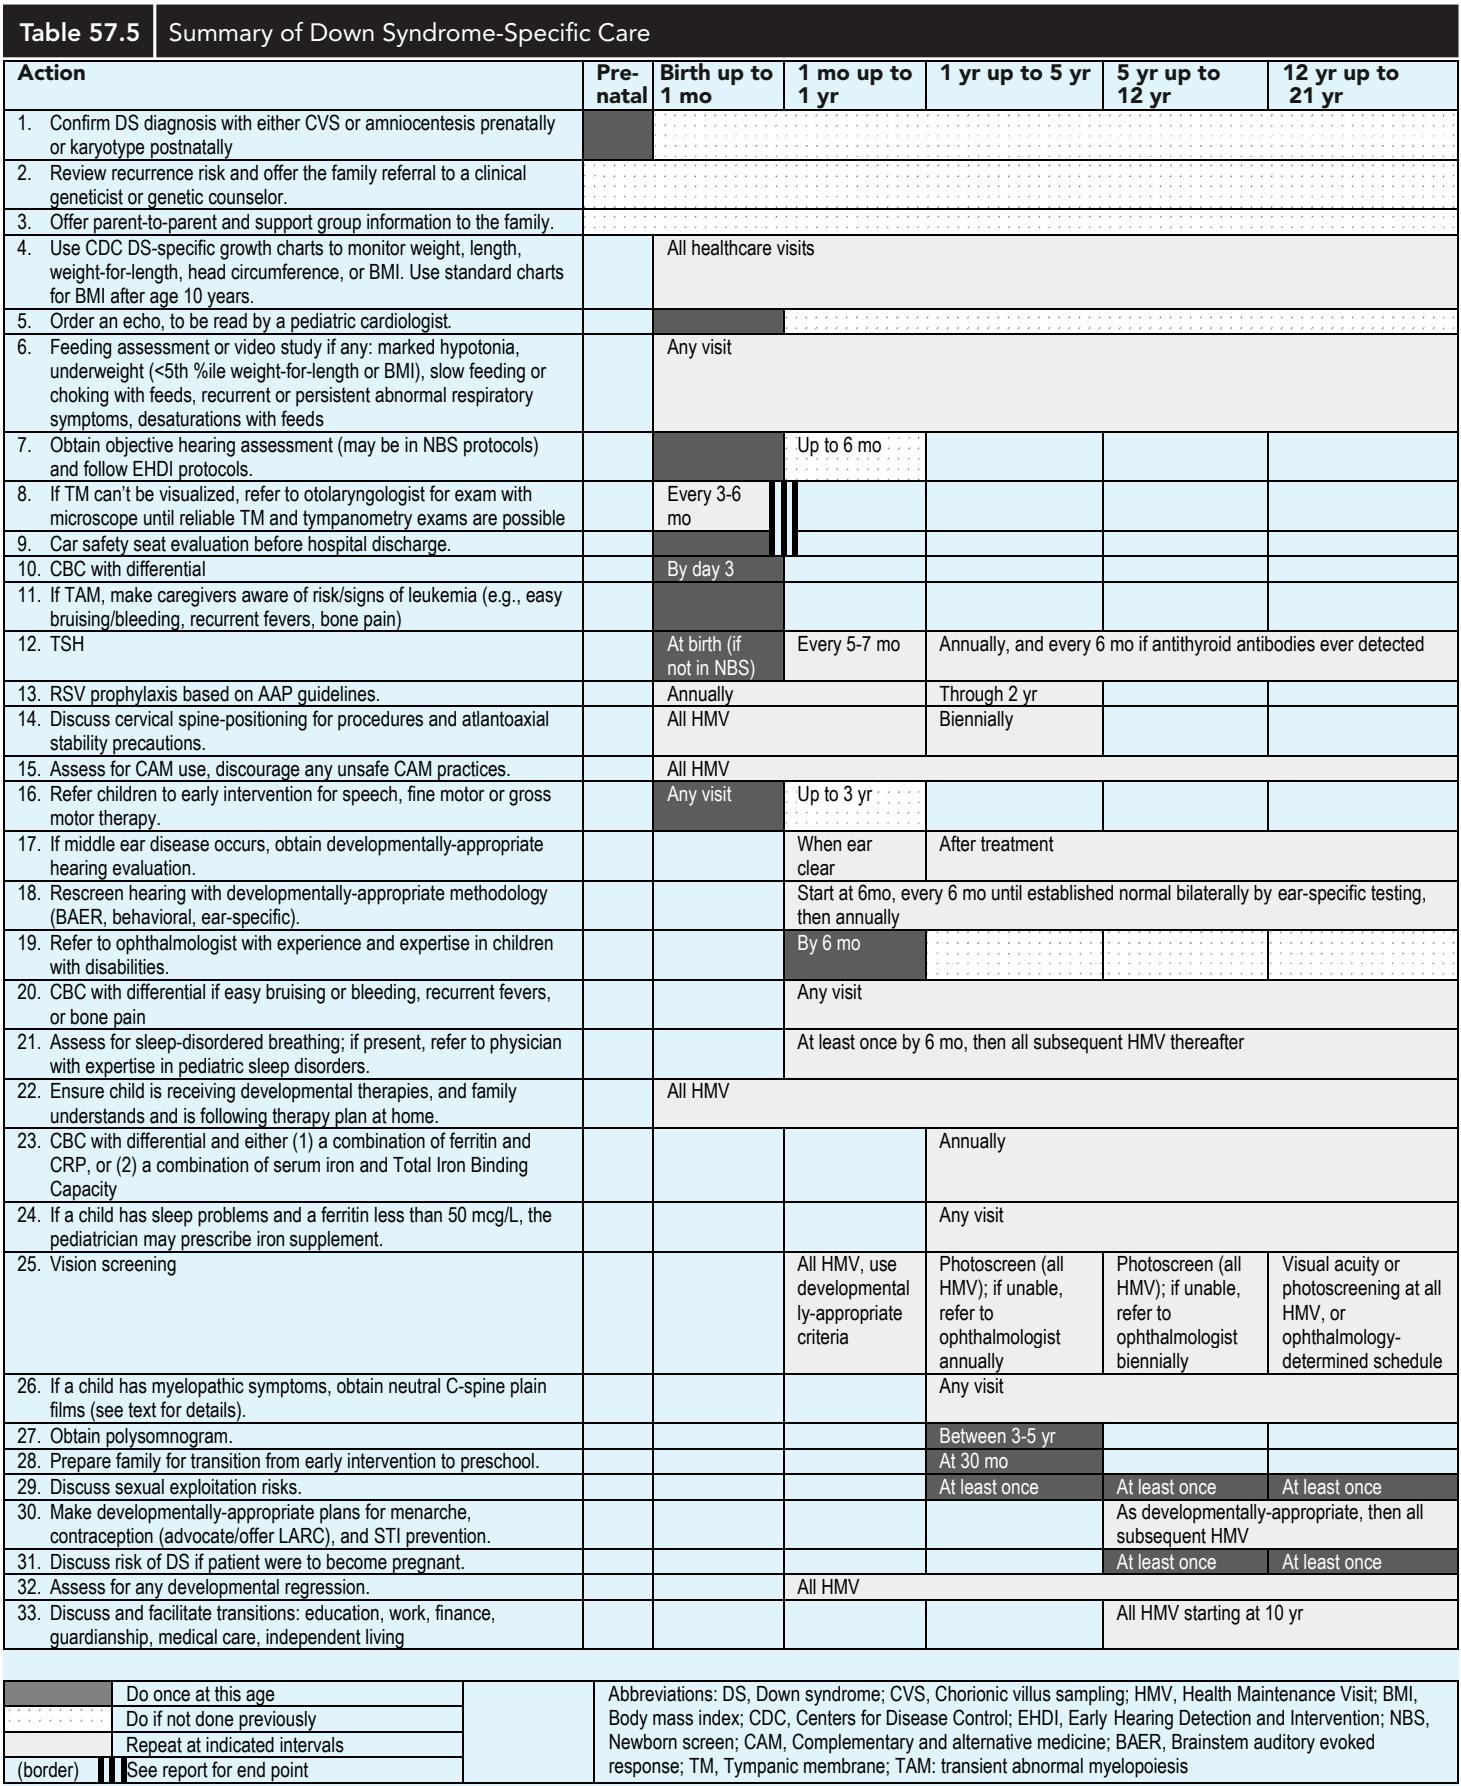 Table 57.5 Summary of Down Syndrome-Specific Care
Action Pre- Birth up to 1 mo up to 1 yr up to 5 yr 5 yr up to 12 yr up to
natal 1 mo 1 yr 12 yr 21 yr
1. Confirm DS diagnosis with either CVS or amniocentesis prenatally
or karyotype postnatally
2. Review recurrence risk and offer the family referral to a clinical
geneticist or genetic counselor.
3. Offer parent-to-parent and support group information to the family.
4. Use CDC DS-specific growth charts to monitor weight, length, All healthcare visits
weight-for-length, head circumference, or BMI. Use standard charts
for BMI after age 10 years.
5. Order an echo, to be read by a pediatric cardiologist.
6. Feeding assessment or video study if any: marked hypotonia, Any visit
underweight (<5th %ile weight-for-length or BMI), slow feeding or
choking with feeds, recurrent or persistent abnormal respiratory
symptoms, desaturations with feeds
7. Obtain objective hearing assessment (may be in NBS protocols) Up to 6 mo
and follow EHDI protocols.
8. If TM can't be visualized, refer to otolaryngologist for exam with Every 3-6
microscope until reliable TM and tympanometry exams are possible mo
9. Car safety seat evaluation before hospital discharge.
10. CBC with differential By day 3
11. If TAM, make caregivers aware of risk/signs of leukemia (e.g., easy
bruising/bleeding, recurrent fevers, bone pain)
12. TSH At birth (if Every 5-7 mo Annually, and every 6 mo if antithyroid antibodies ever detected
not in NBS)
13. RSV prophylaxis based on AAP guidelines. Annually Through 2 yr
14. Discuss cervical spine-positioning for procedures and atlantoaxial All HMV Biennially
stability precautions.
15. Assess for CAM use, discourage any unsafe CAM practices. All HMV
16. Refer children to early intervention for speech, fine motor or gross Any visit Up to 3 yr
motor therapy.
17. If middle ear disease occurs, obtain developmentally-appropriate When ear After treatment
hearing evaluation. clear
18. Rescreen hearing with developmentally-appropriate methodology Start at 6mo, every 6 mo until established normal bilaterally by ear-specific testing,
(BAER, behavioral, ear-specific). then annually
19. Refer to ophthalmologist with experience and expertise in children By 6 mo
with disabilities.
20. CBC with differential if easy bruising or bleeding, recurrent fevers, Any visit
or bone pain
21. Assess for sleep-disordered breathing; if present, refer to physician At least once by 6 mo, then all subsequent HMV thereafter
with expertise in pediatric sleep disorders.
22. Ensure child is receiving developmental therapies, and family All HMV
understands and is following therapy plan at home.
23. CBC with differential and either (1) a combination of ferritin and Annually
CRP, or (2) a combination of serum iron and Total Iron Binding
Capacity
24. If a child has sleep problems and a ferritin less than 50 mcg/L, the Any visit
pediatrician may prescribe iron supplement.
25. Vision screening All HMV, use Photoscreen (all Photoscreen (all Visual acuity or
developmental HMV); if unable, HMV); if unable, photoscreening at all
ly-appropriate refer to refer to HMV, or
criteria ophthalmologist ophthalmologist ophthalmology-
annually biennially determined schedule
26. If a child has myelopathic symptoms, obtain neutral C-spine plain Any visit
films (see text for details).
27. Obtain polysomnogram. Between 3-5 yr
28. Prepare family for transition from early intervention to preschool. At 30 mo
29. Discuss sexual exploitation risks. At least once At least once At least once
30. Make developmentally-appropriate plans for menarche, As developmentally-appropriate, then all
contraception (advocate/offer LARC), and STI prevention. subsequent HMV
31. Discuss risk of DS if patient were to become pregnant. At least once At least once
32. Assess for any developmental regression. All HMV
33. Discuss and facilitate transitions: education, work, finance, All HMV starting at 10 yr
guardianship, medical care, independent living
Do once at this age
Do if not done previously
Repeat at indicated intervals
(border) See report for end point
Abbreviations: DS, Down syndrome; CVS, Chorionic villus sampling; HMV, Health Maintenance Visit; BMI,
Body mass index; CDC, Centers for Disease Control; EHDI, Early Hearing Detection and Intervention; NBS,
Newborn screen; CAM, Complementary and alternative medicine; BAER, Brainstem auditory evoked
response; TM, Tympanic membrane; TAM: transient abnormal myelopoiesis